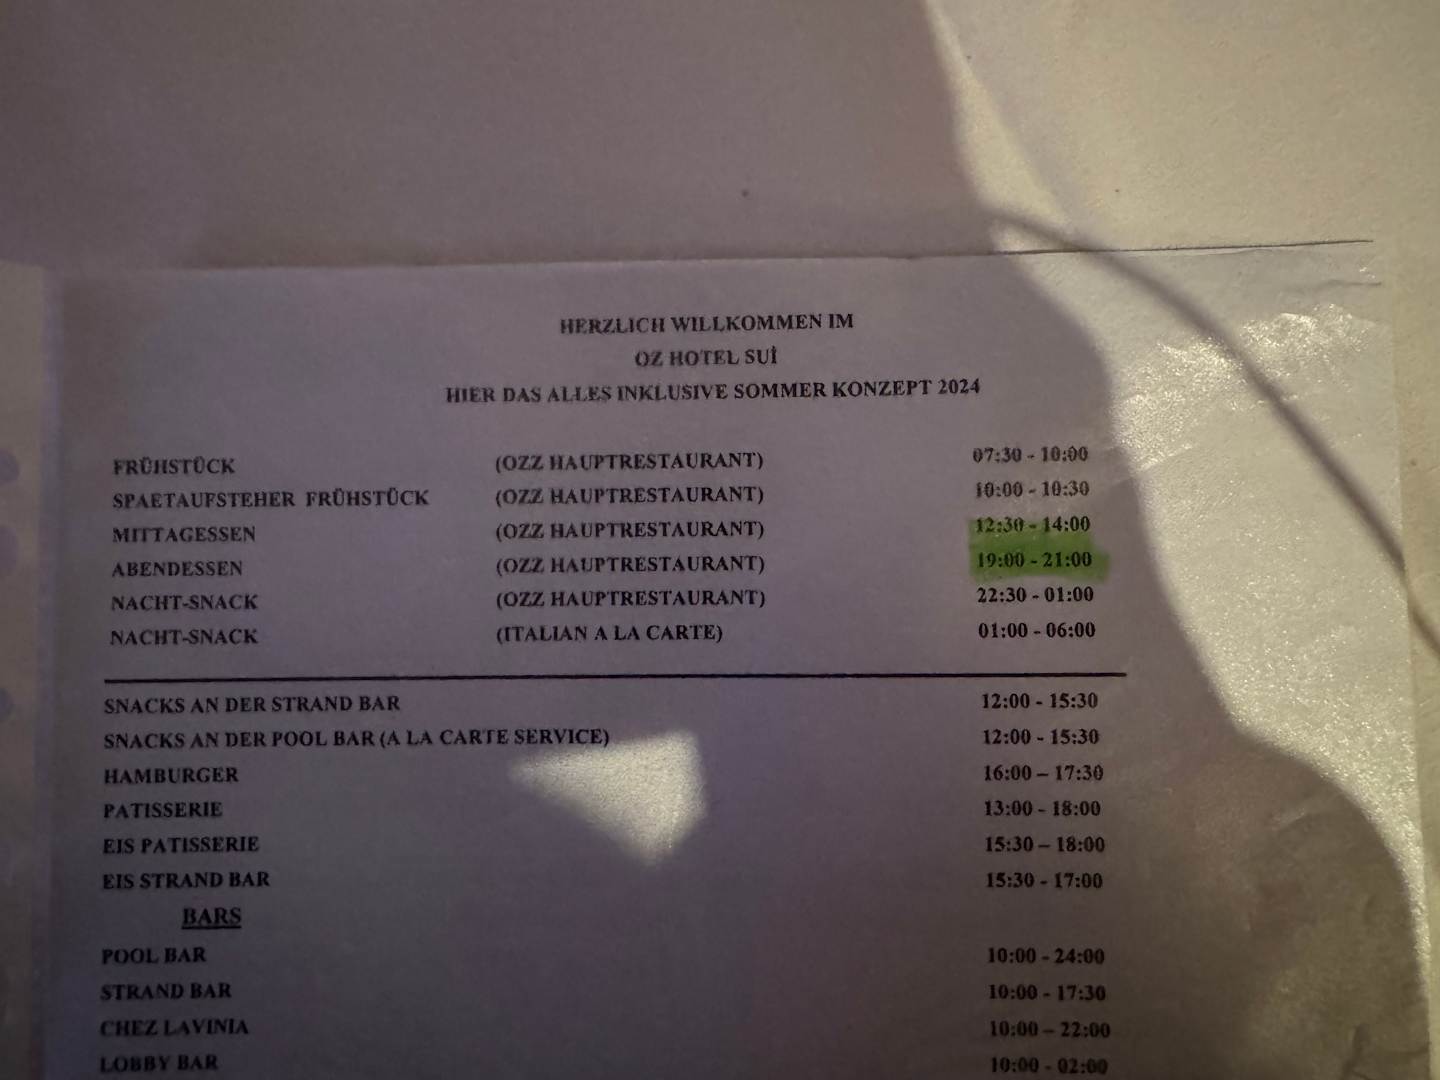 HERZLICH WILLKOMMEN IM
OZ HOTEL SUİ
HIER DAS ALLES INKLUSIVE SOMMER KONZEPT 2024
FRÜHSTÜCK (OZZ HAUPTRESTAURANT) 07:30 - 10:00
SPAETAUFSTEHER FRÜHSTÜCK (OZZ HAUPTRESTAURANT) 10:00 - 10:30
MITTAGESSEN (OZZ HAUPTRESTAURANT) 12:30 - 14:00
ABENDESSEN (OZZ HAUPTRESTAURANT) 19:00 - 21:00
NACHT-SNACK (OZZ HAUPTRESTAURANT) 22:30 - 01:00
NACHT-SNACK (ITALIAN A LA CARTE) 01:00 - 06:00
SNACKS AN DER STRAND BAR 12:00 - 15:30
SNACKS AN DER POOL BAR (A LA CARTE SERVICE) 12:00 - 15:30
HAMBURGER 16:00 – 17:30
PATISSERIE 13:00 - 18:00
EIS PATISSERIE 15:30 – 18:00
EIS STRAND BAR 15:30 - 17:00
BARS
POOL BAR 10:00 - 24:00
STRAND BAR 10:00 - 17:30
CHEZ LAVINIA 10:00 – 22:00
LOBBY BAR 10:00 - 02:00